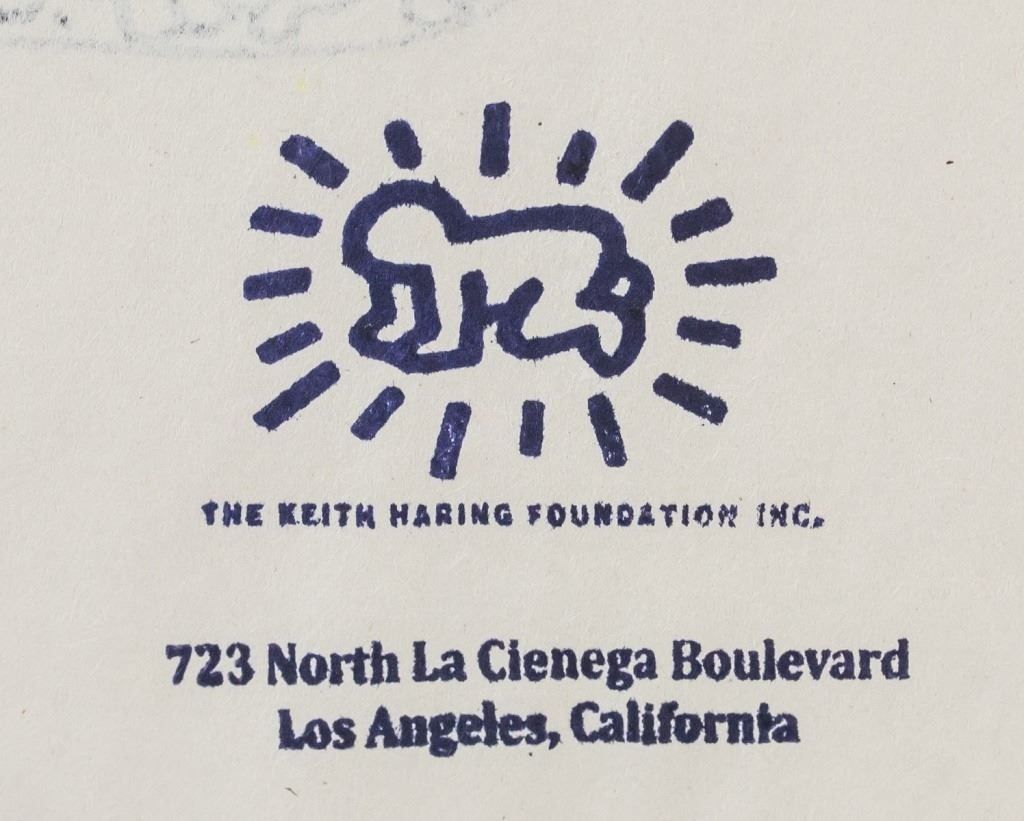 THE KEITH HARING FOUNDATION INC.
723 North La Cienega Boulevard
Los Angeles, California